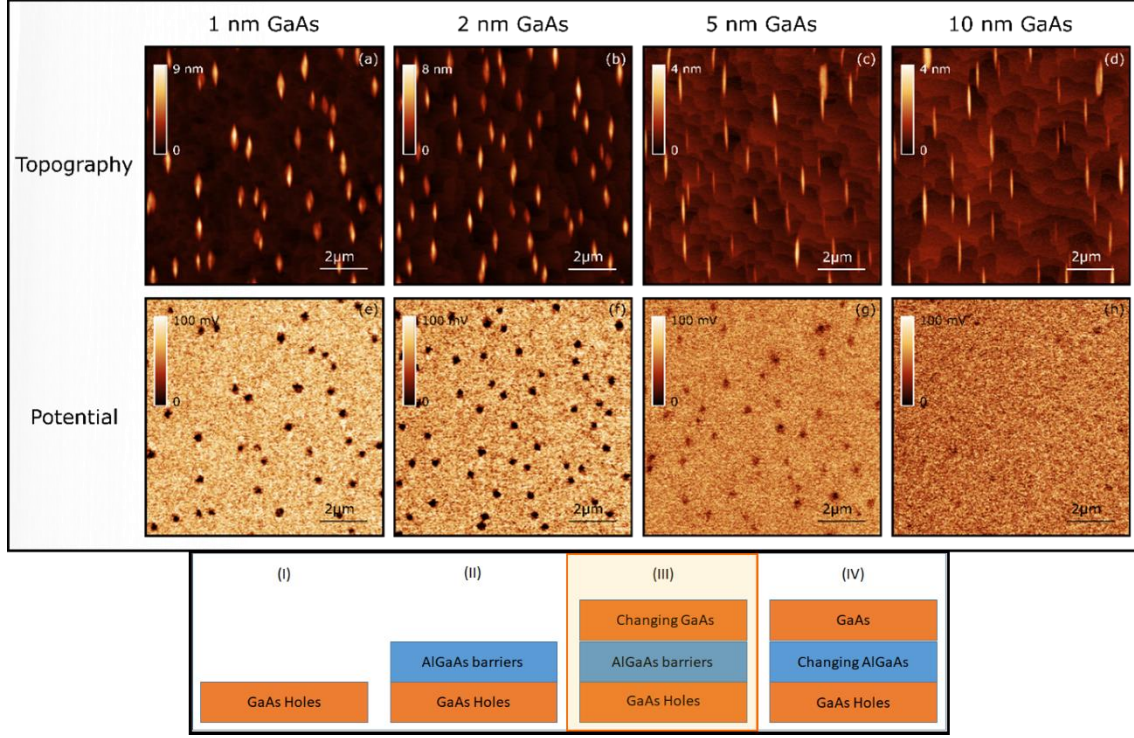 1 nm GaAs 2 nm GaAs 5 nm GaAs 10 nm GaAs
Topography
(a) 9 nm 0 2μm
(b) 8 nm 0 2μm
(c) 4 nm 0 2μm
(d) 4 nm 0 2μm
Potential
(e) 100 mV 0 2μm
(f) 100 mV 0 2μm
(g) 100 mV 0 2μm
(h) 100 mV 0 2μm
(I) (II) (III) (IV)
Changing GaAs GaAs
AlGaAs barriers AlGaAs barriers Changing AlGaAs
GaAs Holes GaAs Holes GaAs Holes GaAs Holes